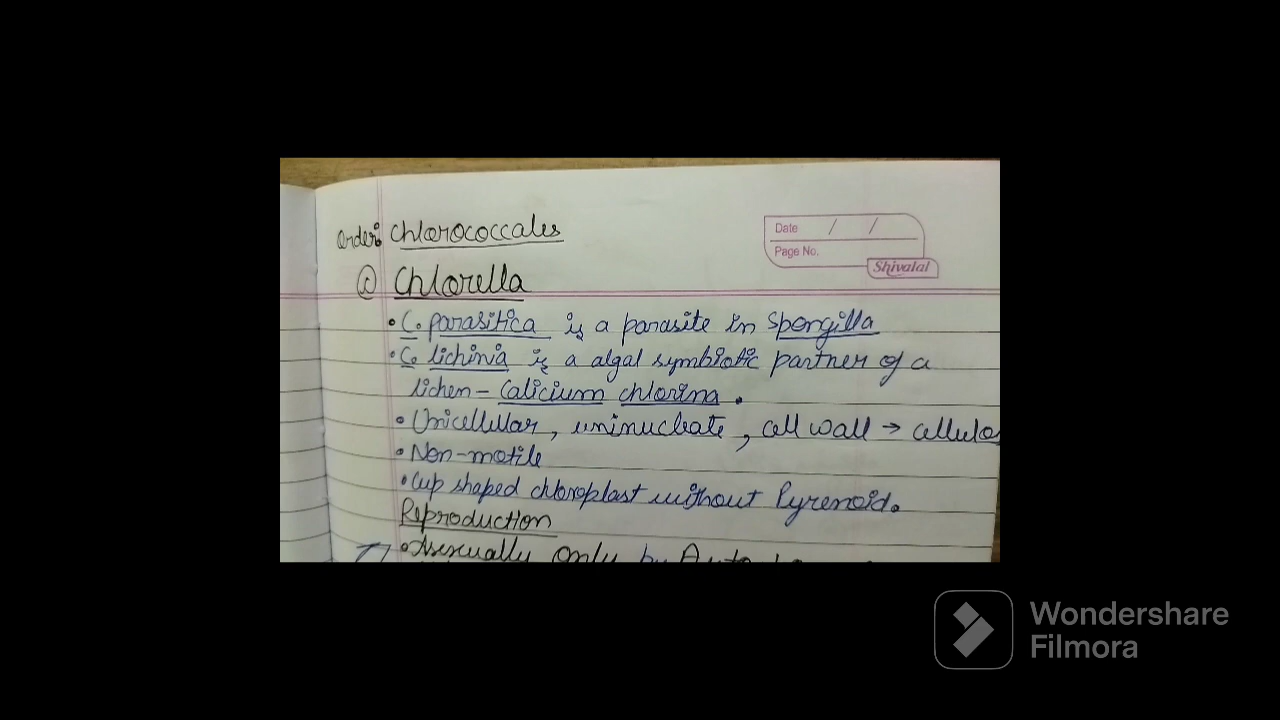 Order: Chlorococcales
Date / /
Page No.
Shivalal
① Chlorella
• C. parasitica is a parasite in Spongilla
• C. lichinia is a algal symbiotic partner of a
lichen - Calicium chlorina.
• Unicellular, uninucleate, cell wall → cellulos
• Non-motile
• Cup shaped chloroplast without Pyrenoid.
Reproduction
• Asexually only by
Wondershare
Filmora